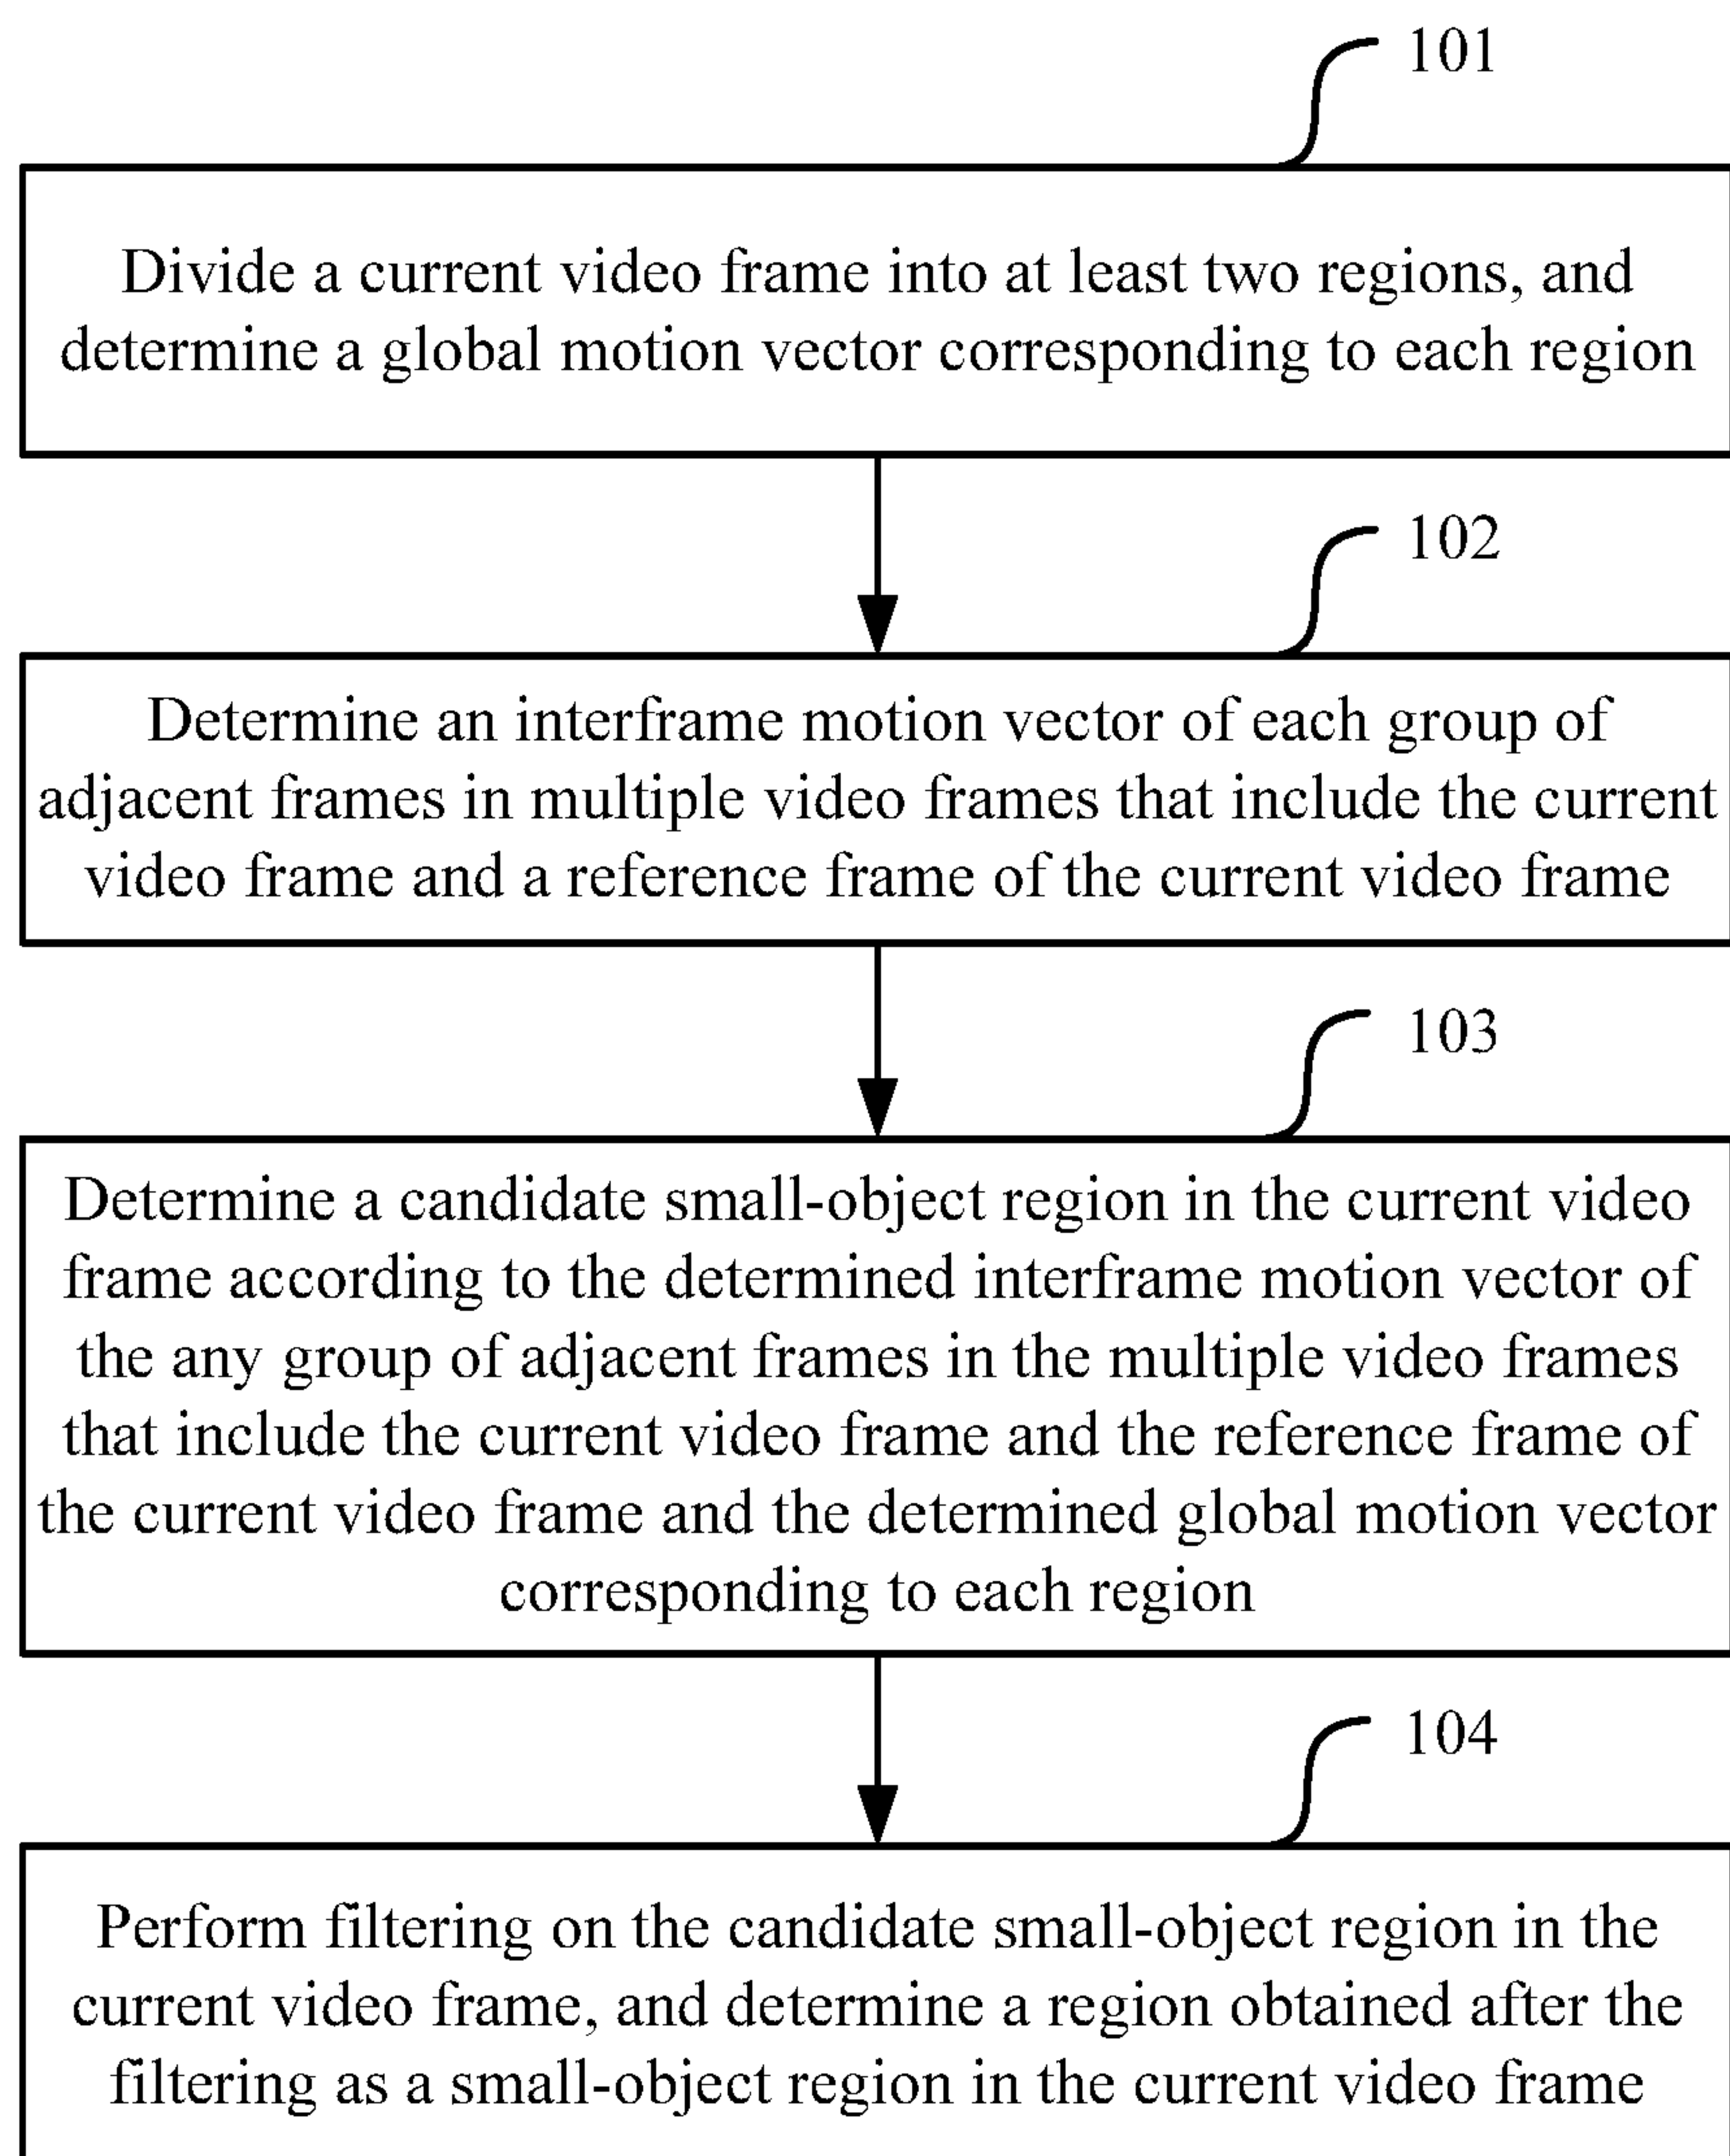 101
Divide a current video frame into at least two regions, and
determine a global motion vector corresponding to each region
102
Determine an interframe motion vector of each group of
adjacent frames in multiple video frames that include the current
video frame and a reference frame of the current video frame
103
Determine a candidate small-object region in the current video
frame according to the determined interframe motion vector of
the any group of adjacent frames in the multiple video frames
that include the current video frame and the reference frame of
the current video frame and the determined global motion vector
corresponding to each region
104
Perform filtering on the candidate small-object region in the
current video frame, and determine a region obtained after the
filtering as a small-object region in the current video frame